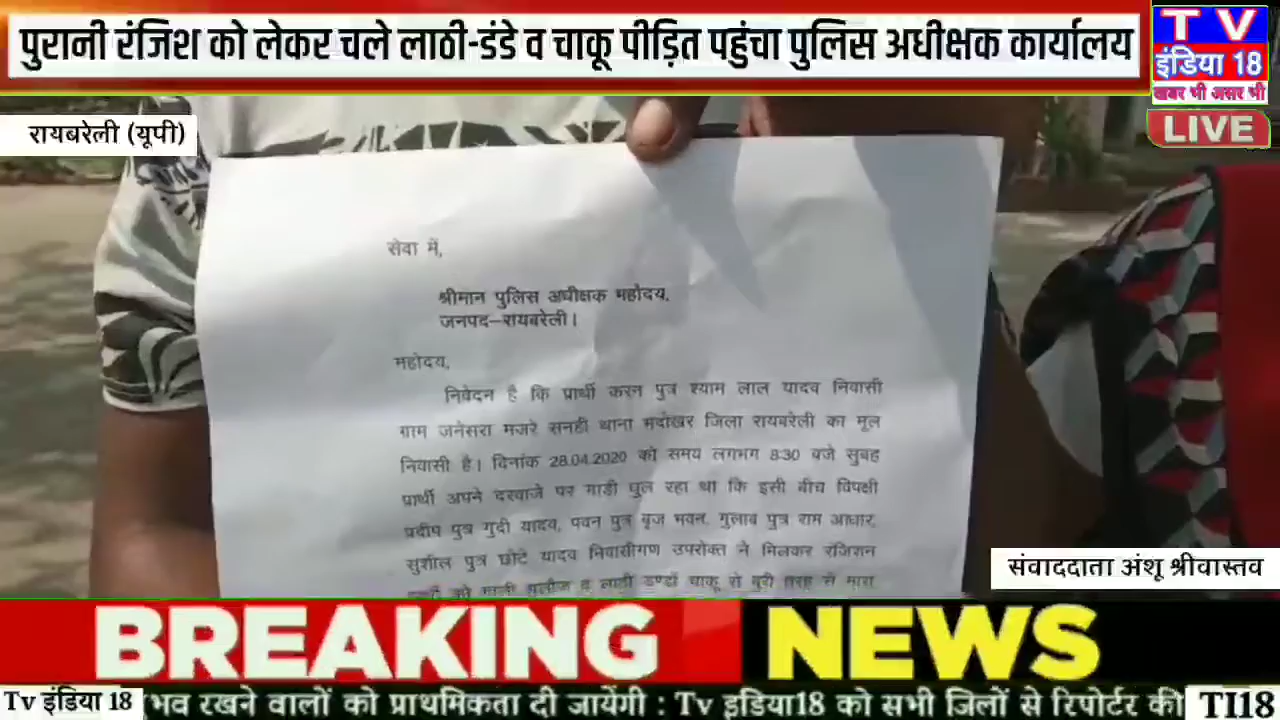 पुरानी रंजिश को लेकर चले लाठी-डंडे व चाकू पीड़ित पहुंचा पुलिस अधीक्षक कार्यालय
TV
इंडिया 18
खबर भी असर भी
LIVE
रायबरेली (यूपी)
सेवा में,
श्रीमान पुलिस अधीक्षक महोदय,
जनपद–रायबरेली।
महोदय,
निवेदन है कि प्रार्थी करन पुत्र श्याम लाल यादव निवासी
ग्राम जनेसरा मजरे सनही थाना मदोखर जिला रायबरेली का मूल
निवासी है। दिनांक 28.04.2020 को समय लगभग 8:30 बजे सुबह
प्रार्थी अपने दरवाजे पर गाड़ी धुल रहा था कि इसी बीच विपक्षी
प्रदीप पुत्र गुदी यादव, पवन पुत्र बृज भवन, गुलाब पुत्र राम आधार,
सुशील पुत्र छोटे यादव निवासीगण उपरोक्त ने मिलकर रंजिशन
को गाली गलौज व लाठी डण्डों चाकू से बुरी तरह से मारा
संवाददाता अंशू श्रीवास्तव
BREAKING NEWS
Tv इंडिया 18
भव रखने वालों को प्राथमिकता दी जायेंगी : Tv इंडिया18 को सभी जिलों से रिपोर्टर की
TI18